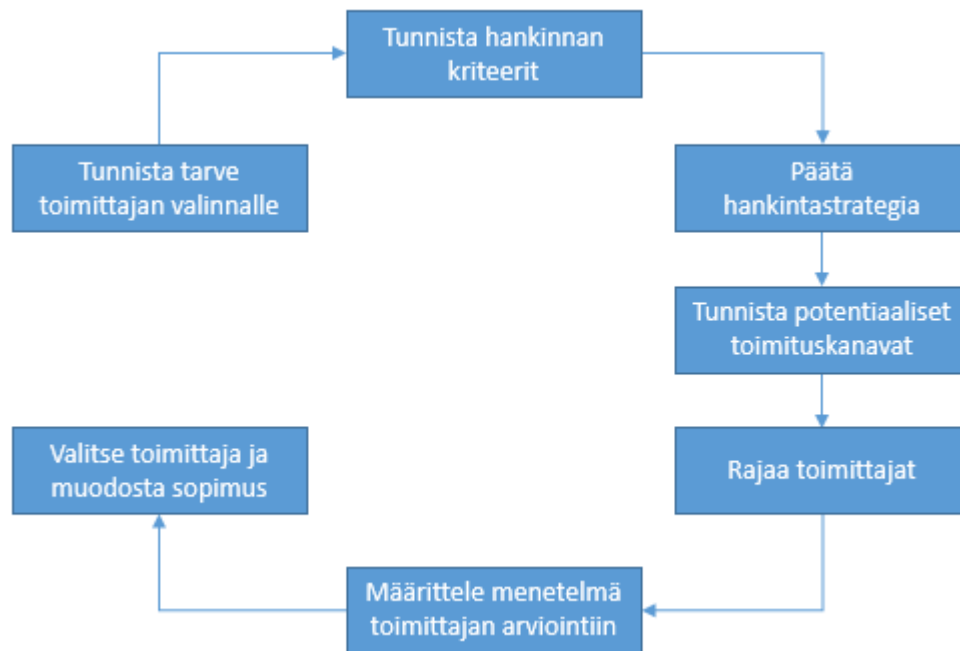 Tunnista hankinnan
kriteerit
Tunnista tarve
toimittajan valinnalle
Päätä
hankintastrategia
Tunnista potentiaaliset
toimituskanavat
Valitse toimittaja ja
muodosta sopimus
Rajaa toimittajat
Määrittele menetelmä
toimittajan arviointiin